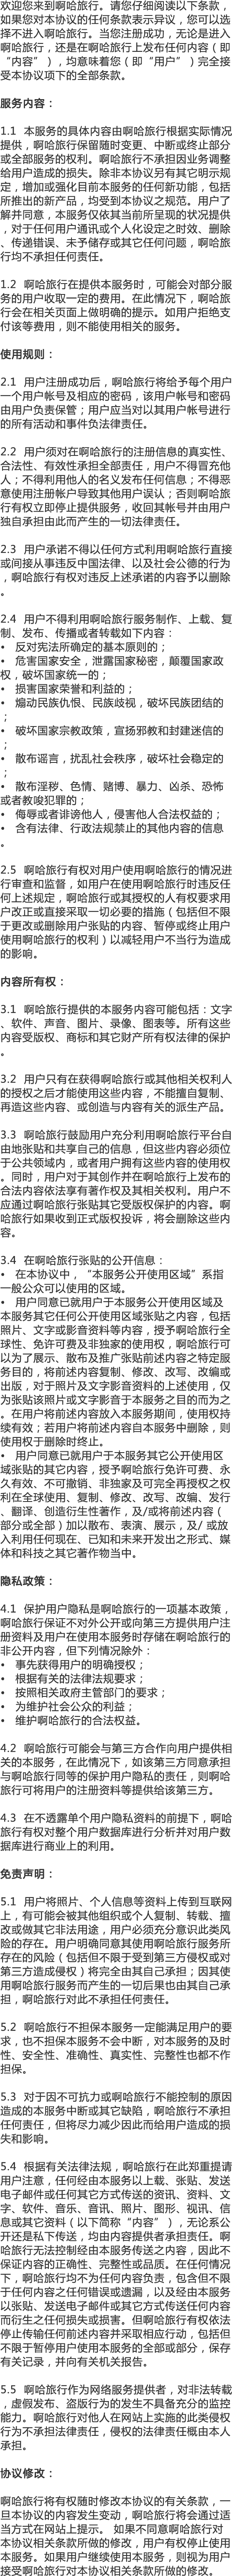 欢迎您来到啊哈旅行。请您仔细阅读以下条款，
如果您对本协议的任何条款表示异议，您可以选
择不进入啊哈旅行。当您注册成功，无论是进入
啊哈旅行，还是在啊哈旅行上发布任何内容（即
“内容”），均意味着您（即“用户”）完全接
受本协议项下的全部条款。
服务内容：
1.1 本服务的具体内容由啊哈旅行根据实际情况
提供，啊哈旅行保留随时变更、中断或终止部分
或全部服务的权利。啊哈旅行不承担因业务调整
给用户造成的损失。除非本协议另有其它明示规
定，增加或强化目前本服务的任何新功能，包括
所推出的新产品，均受到本协议之规范。用户了
解并同意，本服务仅依其当前所呈现的状况提供
，对于任何用户通讯或个人化设定之时效、删除
、传递错误、未予储存或其它任何问题，啊哈旅
行均不承担任何责任。
1.2 啊哈旅行在提供本服务时，可能会对部分服
务的用户收取一定的费用。在此情况下，啊哈旅
行会在相关页面上做明确的提示。如用户拒绝支
付该等费用，则不能使用相关的服务。
使用规则：
2.1 用户注册成功后，啊哈旅行将给予每个用户
一个用户帐号及相应的密码，该用户帐号和密码
由用户负责保管；用户应当对以其用户帐号进行
的所有活动和事件负法律责任。
2.2 用户须对在啊哈旅行的注册信息的真实性、
合法性、有效性承担全部责任，用户不得冒充他
人；不得利用他人的名义发布任何信息；不得恶
意使用注册帐户导致其他用户误认；否则啊哈旅
行有权立即停止提供服务，收回其帐号并由用户
独自承担由此而产生的一切法律责任。
2.3 用户承诺不得以任何方式利用啊哈旅行直接
或间接从事违反中国法律、以及社会公德的行为
，啊哈旅行有权对违反上述承诺的内容予以删除
。
2.4 用户不得利用啊哈旅行服务制作、上载、复
制、发布、传播或者转载如下内容：
• 反对宪法所确定的基本原则的；
• 危害国家安全，泄露国家秘密，颠覆国家政
权，破坏国家统一的；
• 损害国家荣誉和利益的；
• 煽动民族仇恨、民族歧视，破坏民族团结的
；
• 破坏国家宗教政策，宣扬邪教和封建迷信的
；
• 散布谣言，扰乱社会秩序，破坏社会稳定的
；
• 散布淫秽、色情、赌博、暴力、凶杀、恐怖
或者教唆犯罪的；
• 侮辱或者诽谤他人，侵害他人合法权益的；
• 含有法律、行政法规禁止的其他内容的信息
。
2.5 啊哈旅行有权对用户使用啊哈旅行的情况进
行审查和监督，如用户在使用啊哈旅行时违反任
何上述规定，啊哈旅行或其授权的人有权要求用
户改正或直接采取一切必要的措施（包括但不限
于更改或删除用户张贴的内容、暂停或终止用户
使用啊哈旅行的权利）以减轻用户不当行为造成
的影响。
内容所有权：
3.1 啊哈旅行提供的本服务内容可能包括：文字
、软件、声音、图片、录像、图表等。所有这些
内容受版权、商标和其它财产所有权法律的保护
。
3.2 用户只有在获得啊哈旅行或其他相关权利人
的授权之后才能使用这些内容，不能擅自复制、
再造这些内容、或创造与内容有关的派生产品。
3.3 啊哈旅行鼓励用户充分利用啊哈旅行平台自
由地张贴和共享自己的信息，但这些内容必须位
于公共领域内，或者用户拥有这些内容的使用权
。同时，用户对于其创作并在啊哈旅行上发布的
合法内容依法享有著作权及其相关权利。用户不
应通过啊哈旅行张贴其它受版权保护的内容。啊
哈旅行如果收到正式版权投诉，将会删除这些内
容。
3.4 在啊哈旅行张贴的公开信息：
• 在本协议中，“本服务公开使用区域”系指
一般公众可以使用的区域。
• 用户同意已就用户于本服务公开使用区域及
本服务其它任何公开使用区域张贴之内容，包括
照片、文字或影音资料等内容，授予啊哈旅行全
球性、免许可费及非独家的使用权，啊哈旅行可
以为了展示、散布及推广张贴前述内容之特定服
务目的，将前述内容复制、修改、改写、改编或
出版，对于照片及文字影音资料的上述使用，仅
为张贴该照片或文字影音于本服务之目的而为之
。在用户将前述内容放入本服务期间，使用权持
续有效；若用户将前述内容自本服务中删除，则
使用权于删除时终止。
• 用户同意已就用户于本服务其它公开使用区
域张贴的其它内容，授予啊哈旅行免许可费、永
久有效、不可撤销、非独家及可完全再授权之权
利在全球使用、复制、修改、改写、改编、发行
、翻译、创造衍生性著作，及/或将前述内容（
部分或全部）加以散布、表演、展示，及/ 或放
入利用任何现在、已知和未来开发出之形式、媒
体和科技之其它著作物当中。
隐私政策：
4.1 保护用户隐私是啊哈旅行的一项基本政策，
啊哈旅行保证不对外公开或向第三方提供用户注
册资料及用户在使用本服务时存储在啊哈旅行的
非公开内容，但下列情况除外：
• 事先获得用户的明确授权；
• 根据有关的法律法规要求；
• 按照相关政府主管部门的要求；
• 为维护社会公众的利益；
• 维护啊哈旅行的合法权益。
4.2 啊哈旅行可能会与第三方合作向用户提供相
关的本服务，在此情况下，如该第三方同意承担
与啊哈旅行同等的保护用户隐私的责任，则啊哈
旅行可将用户的注册资料等提供给该第三方。
4.3 在不透露单个用户隐私资料的前提下，啊哈
旅行有权对整个用户数据库进行分析并对用户数
据库进行商业上的利用。
免责声明：
5.1 用户将照片、个人信息等资料上传到互联网
上，有可能会被其他组织或个人复制、转载、擅
改或做其它非法用途，用户必须充分意识此类风
险的存在。用户明确同意其使用啊哈旅行服务所
存在的风险（包括但不限于受到第三方侵权或对
第三方造成侵权）将完全由其自己承担；因其使
用啊哈旅行服务而产生的一切后果也由其自己承
担，啊哈旅行对此不承担任何责任。
5.2 啊哈旅行不担保本服务一定能满足用户的要
求，也不担保本服务不会中断，对本服务的及时
性、安全性、准确性、真实性、完整性也都不作
担保。
5.3 对于因不可抗力或啊哈旅行不能控制的原因
造成的本服务中断或其它缺陷，啊哈旅行不承担
任何责任，但将尽力减少因此而给用户造成的损
失和影响。
5.4 根据有关法律法规，啊哈旅行在此郑重提请
用户注意，任何经由本服务以上载、张贴、发送
电子邮件或任何其它方式传送的资讯、资料、文
字、软件、音乐、音讯、照片、图形、视讯、信
息或其它资料（以下简称“内容”），无论系公
开还是私下传送，均由内容提供者承担责任。啊
哈旅行无法控制经由本服务传送之内容，因此不
保证内容的正确性、完整性或品质。在任何情况
下，啊哈旅行均不为任何内容负责，包含但不限
于任何内容之任何错误或遗漏，以及经由本服务
以张贴、发送电子邮件或其它方式传送任何内容
而衍生之任何损失或损害。但啊哈旅行有权依法
停止传输任何前述内容并采取相应行动，包括但
不限于暂停用户使用本服务的全部或部分，保存
有关记录，并向有关机关报告。
5.5 啊哈旅行作为网络服务提供者，对非法转载
，虚假发布、盗版行为的发生不具备充分的监控
能力。啊哈旅行对他人在网站上实施的此类侵权
行为不承担法律责任，侵权的法律责任概由本人
承担。
协议修改：
啊哈旅行将有权随时修改本协议的有关条款，一
旦本协议的内容发生变动，啊哈旅行将会通过适
当方式在网站上提示。 如果不同意啊哈旅行对
本协议相关条款所做的修改，用户有权停止使用
本服务。如果用户继续使用本服务，则视为用户
接受啊哈旅行对本协议相关条款所做的修改。